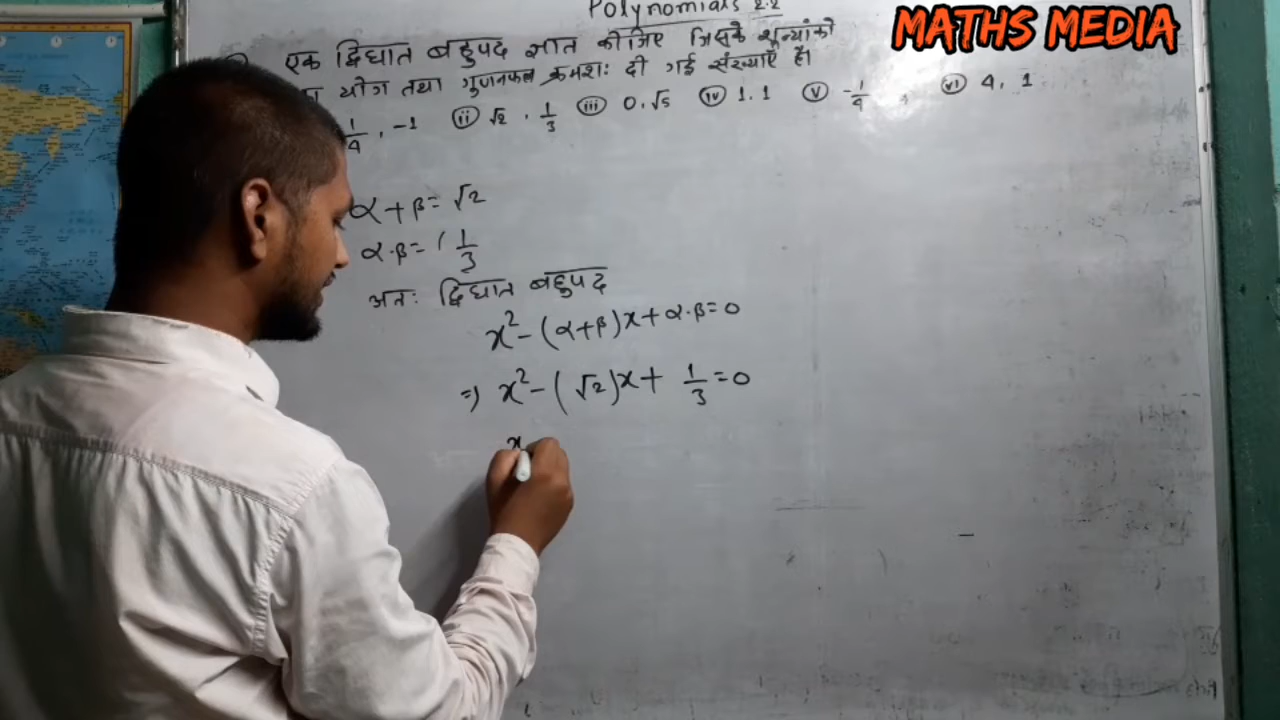 Polynomials 2.2
MATHS MEDIA
एक द्विघात बहुपद ज्ञात कीजिए जिसके शून्यांको
योग तथा गुणनफल क्रमशः दी गई संख्याएँ हैं।
1/4, -1 (ii) √2, 1/3 (iii) 0, √5 (iv) 1, 1 (v) -1/4, (vi) 4, 1
α+β=√2
α·β= ( 1/3
अतः द्विघात बहुपद
x²-(α+β)x+α·β=0
=) x²-(√2)x+ 1/3=0
x